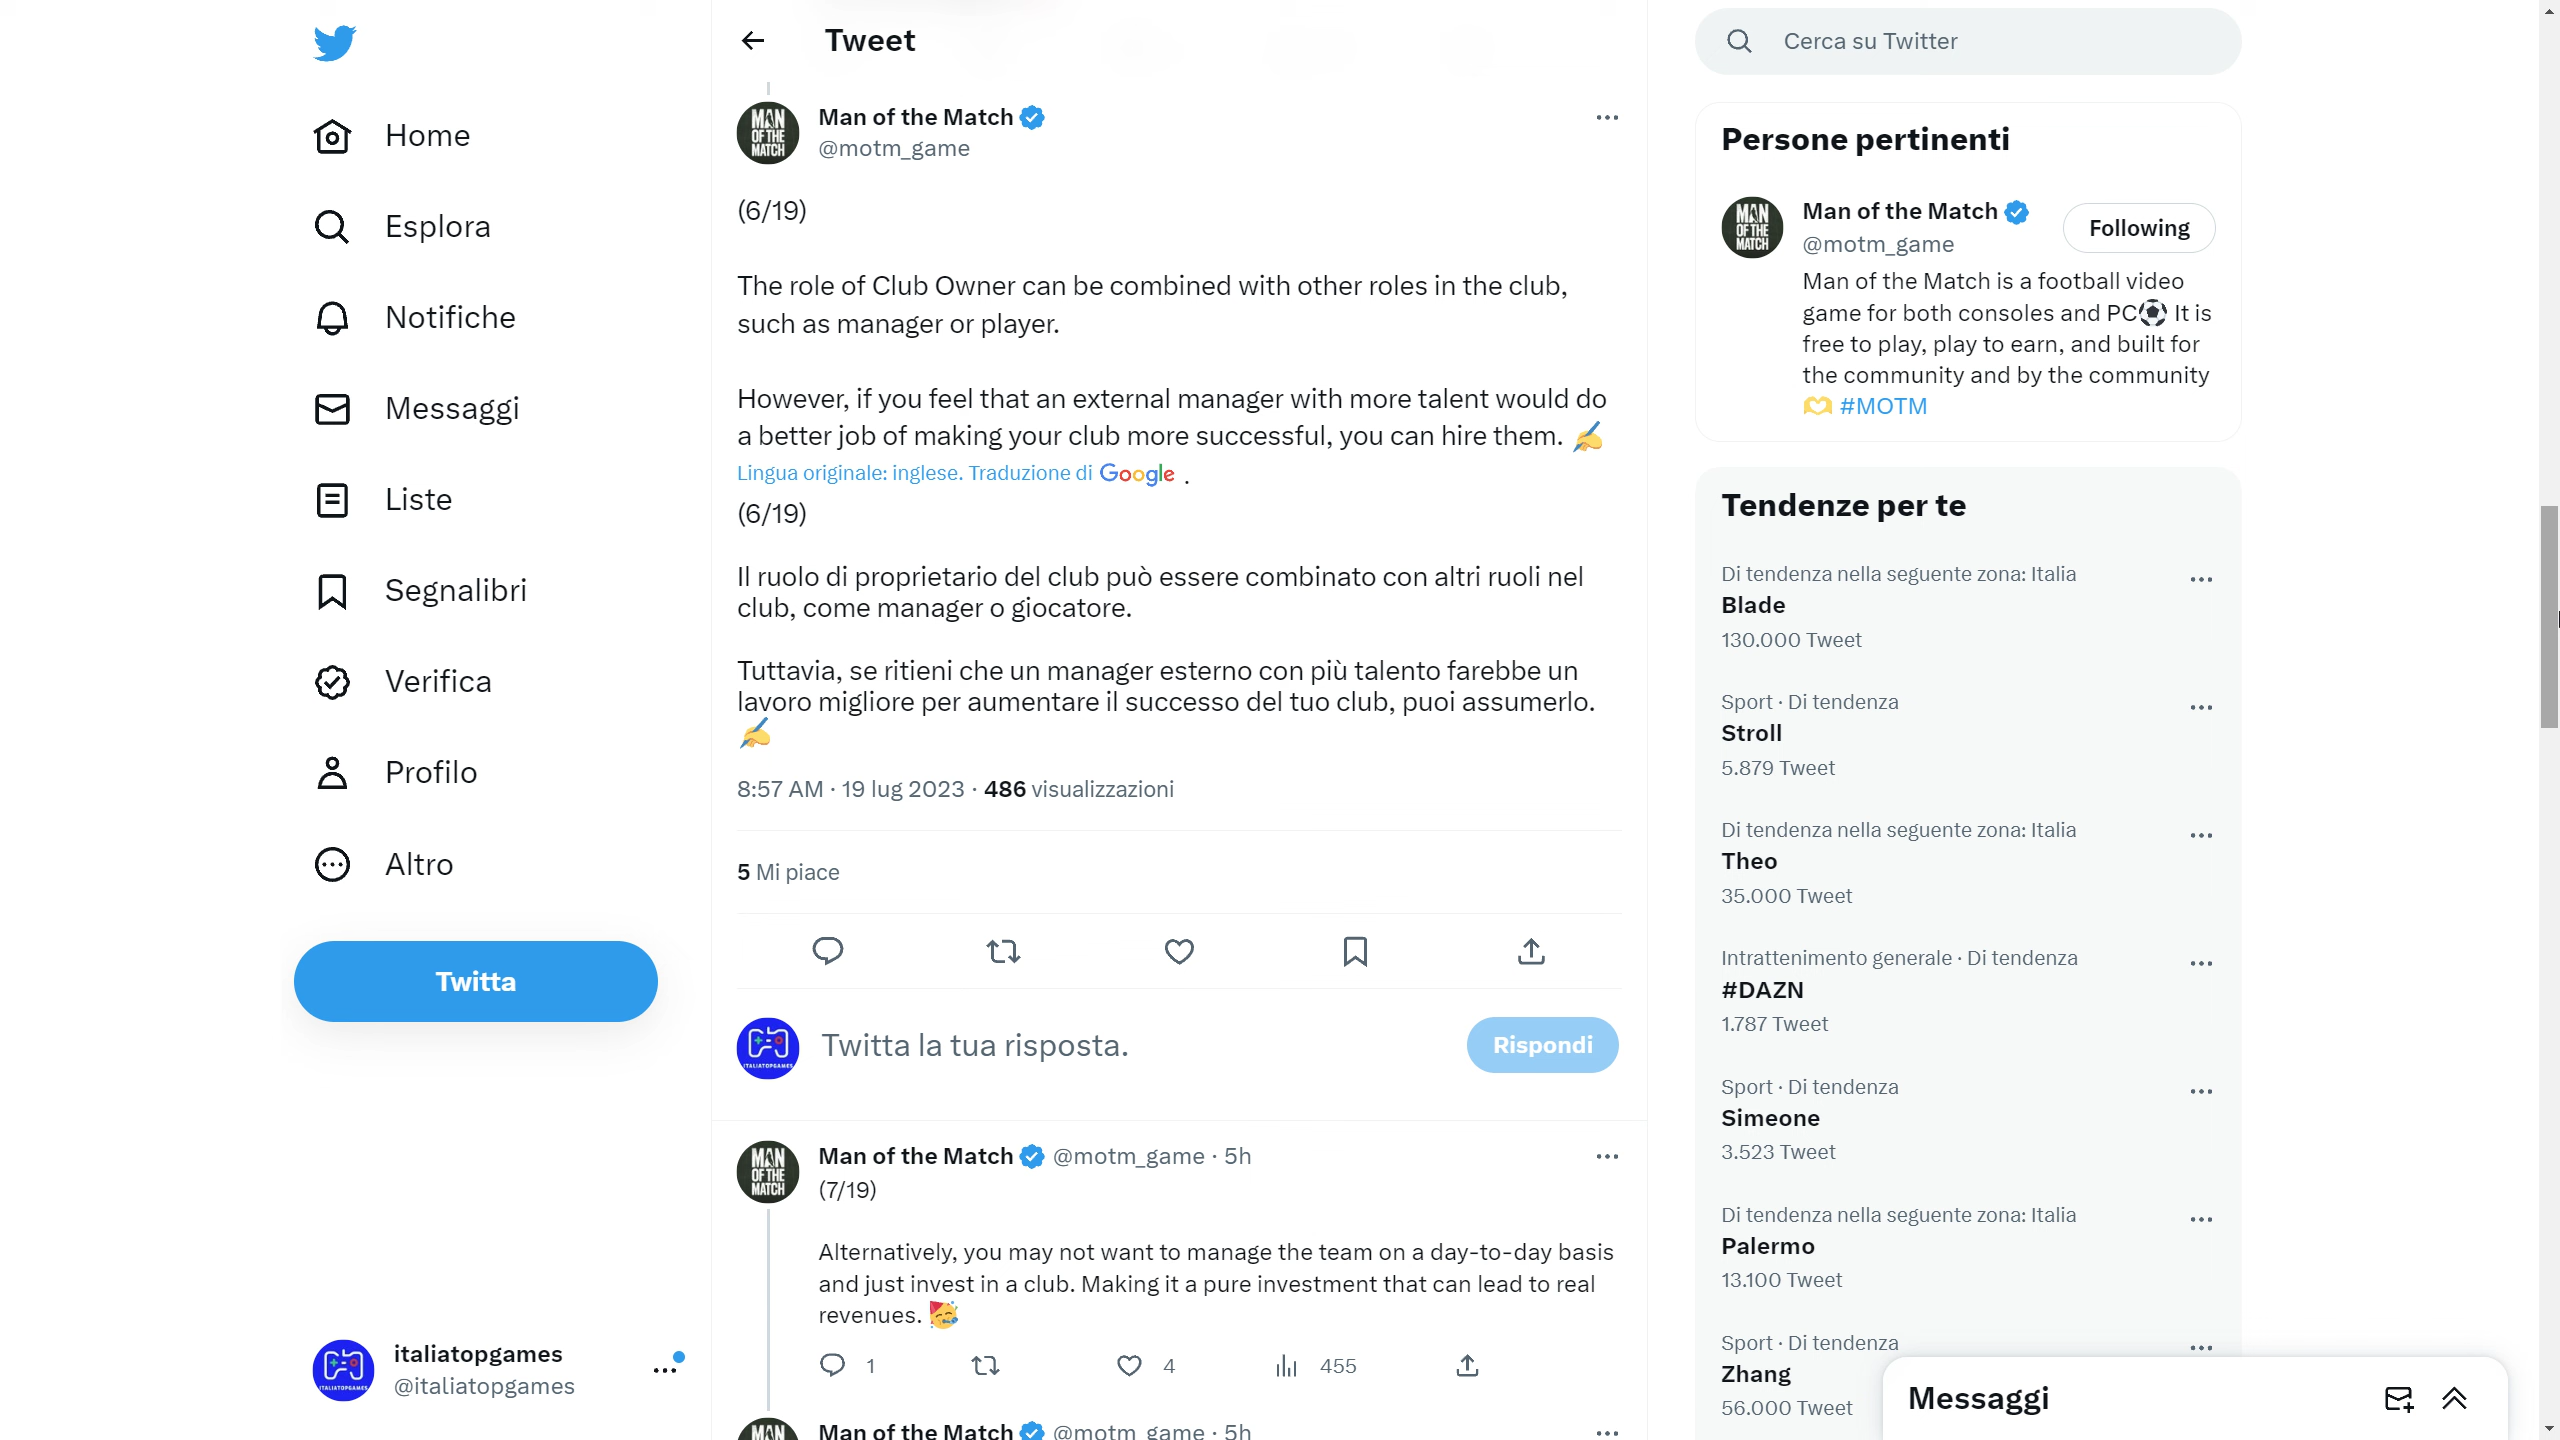 Home
Esplora
Notifiche
Messaggi
Liste
Segnalibri
Verifica
Profilo
Altro
Twitta
italiatopgames
@italiatopgames
Tweet
MAN OF THE MATCH
Man of the Match
@motm_game
(6/19)
The role of Club Owner can be combined with other roles in the club,
such as manager or player.
However, if you feel that an external manager with more talent would do
a better job of making your club more successful, you can hire them. ✍
Lingua originale: inglese. Traduzione di Google .
(6/19)
Il ruolo di proprietario del club può essere combinato con altri ruoli nel
club, come manager o giocatore.
Tuttavia, se ritieni che un manager esterno con più talento farebbe un
lavoro migliore per aumentare il successo del tuo club, puoi assumerlo.
✍
8:57 AM · 19 lug 2023 · 486 visualizzazioni
5 Mi piace
ITALIATOPGAMES
Twitta la tua risposta.
Rispondi
MAN OF THE MATCH
Man of the Match @motm_game · 5h
(7/19)
Alternatively, you may not want to manage the team on a day-to-day basis
and just invest in a club. Making it a pure investment that can lead to real
revenues. 🥳
1 4 455
Man of the Match @motm_game · 5h
Cerca su Twitter
Persone pertinenti
MAN OF THE MATCH
Man of the Match
@motm_game
Following
Man of the Match is a football video
game for both consoles and PC⚽ It is
free to play, play to earn, and built for
the community and by the community
🫶 #MOTM
Tendenze per te
Di tendenza nella seguente zona: Italia
Blade
130.000 Tweet
Sport · Di tendenza
Stroll
5.879 Tweet
Di tendenza nella seguente zona: Italia
Theo
35.000 Tweet
Intrattenimento generale · Di tendenza
#DAZN
1.787 Tweet
Sport · Di tendenza
Simeone
3.523 Tweet
Di tendenza nella seguente zona: Italia
Palermo
13.100 Tweet
Sport · Di tendenza
Zhang
56.000 Tweet
Messaggi